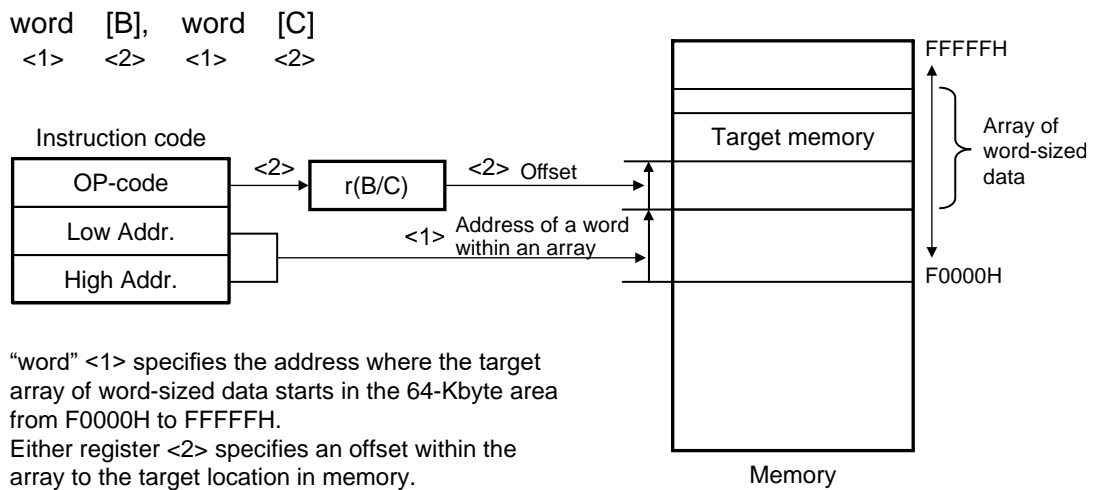 word [B], word [C]
<1> <2> <1> <2>
Instruction code
OP-code
Low Addr.
High Addr.
<2>
r(B/C)
<2> Offset
<1> Address of a word
within an array
Target memory
FFFFFH
Array of
word-sized
data
F0000H
Memory
“word” <1> specifies the address where the target
array of word-sized data starts in the 64-Kbyte area
from F0000H to FFFFFH.
Either register <2> specifies an offset within the
array to the target location in memory.